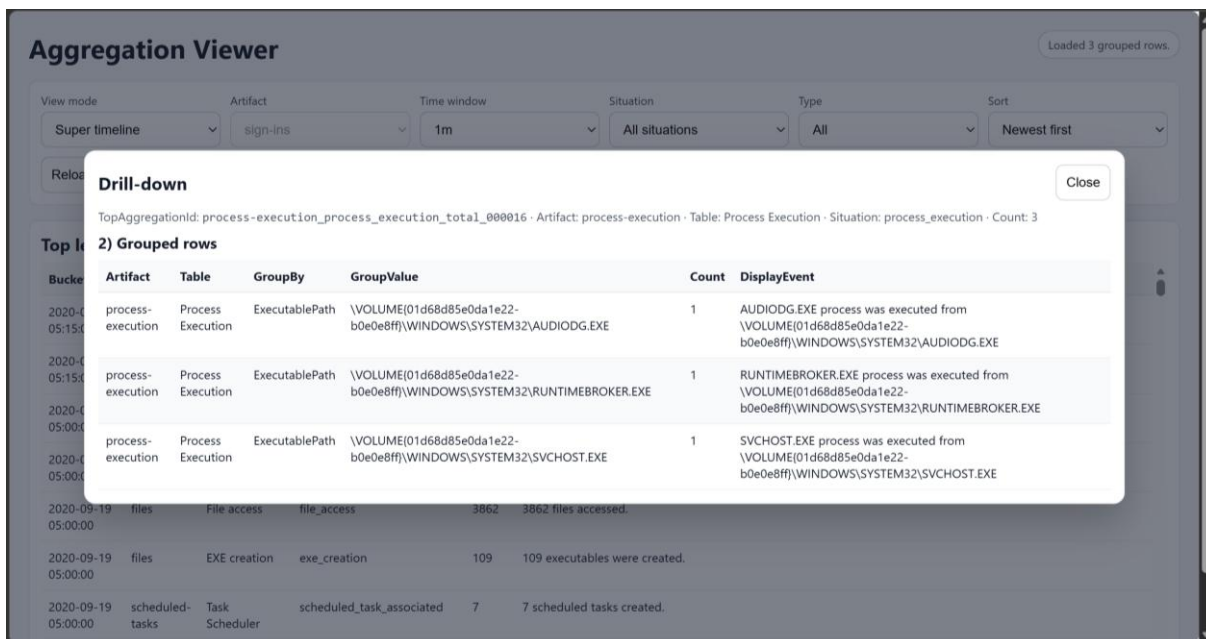 Aggregation Viewer
Loaded 3 grouped rows.
View mode Artifact Time window Situation Type Sort
Super timeline sign-ins 1m All situations All Newest first
Drill-down
Close
TopAggregationId: process-execution_process_execution_total_000016 · Artifact: process-execution · Table: Process Execution · Situation: process_execution · Count: 3
2) Grouped rows
Artifact Table GroupBy GroupValue Count DisplayEvent
process- Process ExecutablePath \VOLUME{01d68d85e0da1e22- 1 AUDIODG.EXE process was executed from
execution Execution b0e0e8ff}\WINDOWS\SYSTEM32\AUDIODG.EXE \VOLUME{01d68d85e0da1e22-
b0e0e8ff}\WINDOWS\SYSTEM32\AUDIODG.EXE
process- Process ExecutablePath \VOLUME{01d68d85e0da1e22- 1 RUNTIMEBROKER.EXE process was executed from
execution Execution b0e0e8ff}\WINDOWS\SYSTEM32\RUNTIMEBROKER.EXE \VOLUME{01d68d85e0da1e22-
b0e0e8ff}\WINDOWS\SYSTEM32\RUNTIMEBROKER.EXE
process- Process ExecutablePath \VOLUME{01d68d85e0da1e22- 1 SVCHOST.EXE process was executed from
execution Execution b0e0e8ff}\WINDOWS\SYSTEM32\SVCHOST.EXE \VOLUME{01d68d85e0da1e22-
b0e0e8ff}\WINDOWS\SYSTEM32\SVCHOST.EXE
2020-09-19 files File access file_access 3862 3862 files accessed.
05:00:00
2020-09-19 files EXE creation exe_creation 109 109 executables were created.
05:00:00
2020-09-19 scheduled- Task scheduled_task_associated 7 7 scheduled tasks created.
05:00:00 tasks Scheduler